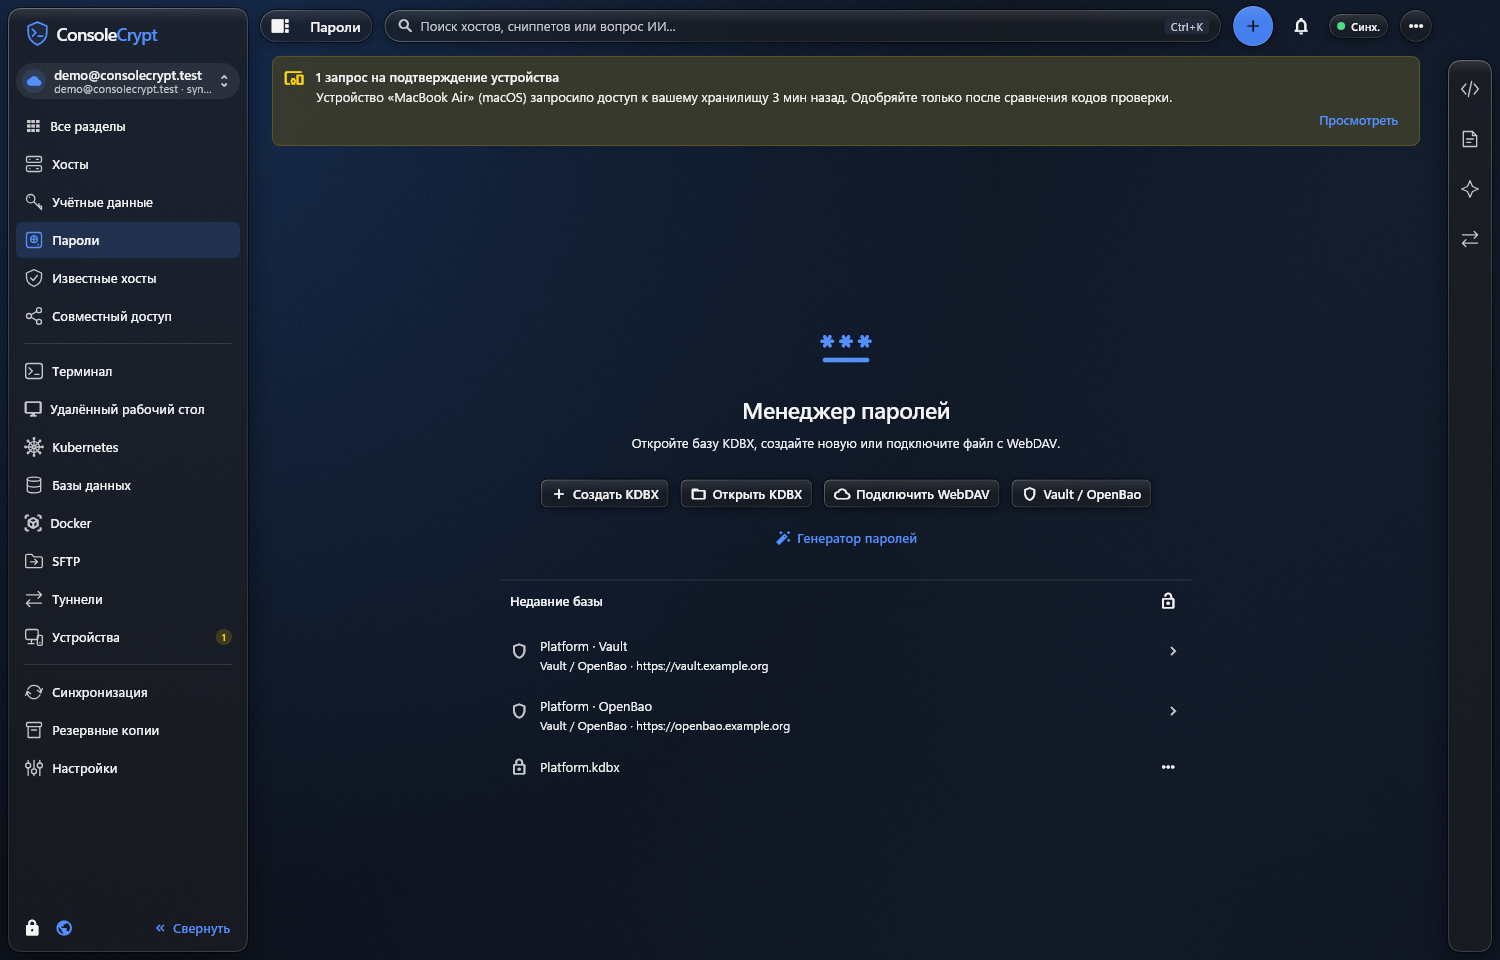 ConsoleCrypt
demo@consolecrypt.test
demo@consolecrypt.test · syn...
Все разделы
Хосты
Учётные данные
Пароли
Известные хосты
Совместный доступ
Терминал
Удалённый рабочий стол
Kubernetes
Базы данных
Docker
SFTP
Туннели
Устройства 1
Синхронизация
Резервные копии
Настройки
« Свернуть
Пароли
Поиск хостов, сниппетов или вопрос ИИ... Ctrl+K
Синх.
1 запрос на подтверждение устройства
Устройство «MacBook Air» (macOS) запросило доступ к вашему хранилищу 3 мин назад. Одобряйте только после сравнения кодов проверки.
Просмотреть
Менеджер паролей
Откройте базу KDBX, создайте новую или подключите файл с WebDAV.
Создать KDBX Открыть KDBX Подключить WebDAV Vault / OpenBao
Генератор паролей
Недавние базы
Platform · Vault
Vault / OpenBao · https://vault.example.org
Platform · OpenBao
Vault / OpenBao · https://openbao.example.org
Platform.kdbx